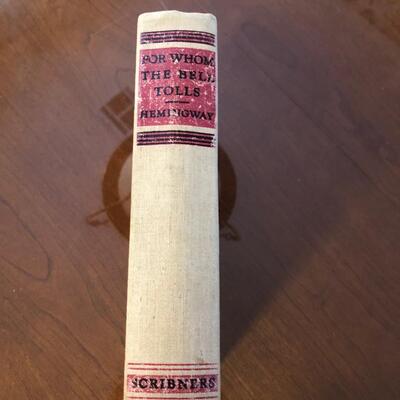 FOR WHOM
THE BELL
TOLLS
HEMINGWAY
SCRIBNERS